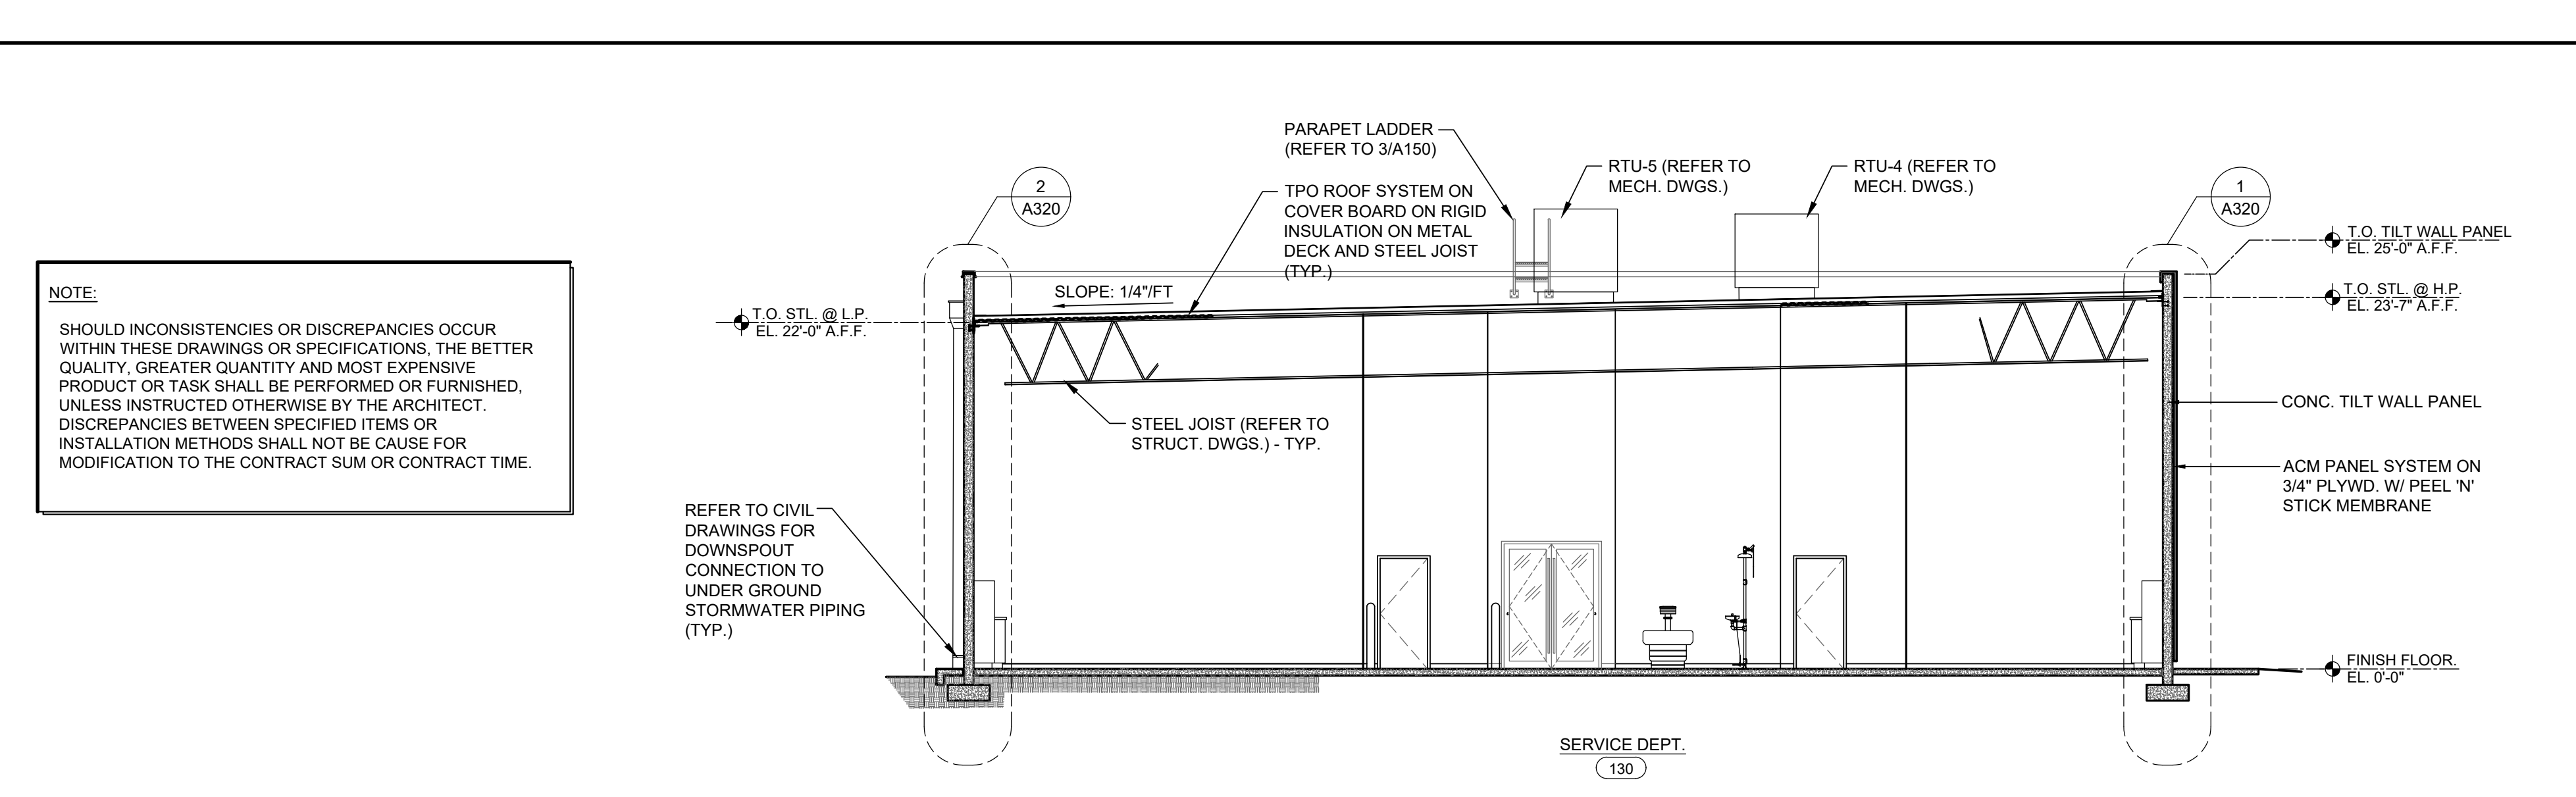 NOTE:
SHOULD INCONSISTENCIES OR DISCREPANCIES OCCUR
WITHIN THESE DRAWINGS OR SPECIFICATIONS, THE BETTER
QUALITY, GREATER QUANTITY AND MOST EXPENSIVE
PRODUCT OR TASK SHALL BE PERFORMED OR FURNISHED,
UNLESS INSTRUCTED OTHERWISE BY THE ARCHITECT.
DISCREPANCIES BETWEEN SPECIFIED ITEMS OR
INSTALLATION METHODS SHALL NOT BE CAUSE FOR
MODIFICATION TO THE CONTRACT SUM OR CONTRACT TIME.
T.O. STL. @ L.P.
EL. 22'-0" A.F.F.
REFER TO CIVIL
DRAWINGS FOR
DOWNSPOUT
CONNECTION TO
UNDER GROUND
STORMWATER PIPING
(TYP.)
2
A320
SLOPE: 1/4"/FT
PARAPET LADDER
(REFER TO 3/A150)
TPO ROOF SYSTEM ON
COVER BOARD ON RIGID
INSULATION ON METAL
DECK AND STEEL JOIST
(TYP.)
STEEL JOIST (REFER TO
STRUCT. DWGS.) - TYP.
RTU-5 (REFER TO
MECH. DWGS.)
RTU-4 (REFER TO
MECH. DWGS.)
1
A320
T.O. TILT WALL PANEL
EL. 25'-0" A.F.F.
T.O. STL. @ H.P.
EL. 23'-7" A.F.F.
CONC. TILT WALL PANEL
ACM PANEL SYSTEM ON
3/4" PLYWD. W/ PEEL 'N'
STICK MEMBRANE
FINISH FLOOR.
EL. 0'-0"
SERVICE DEPT.
130